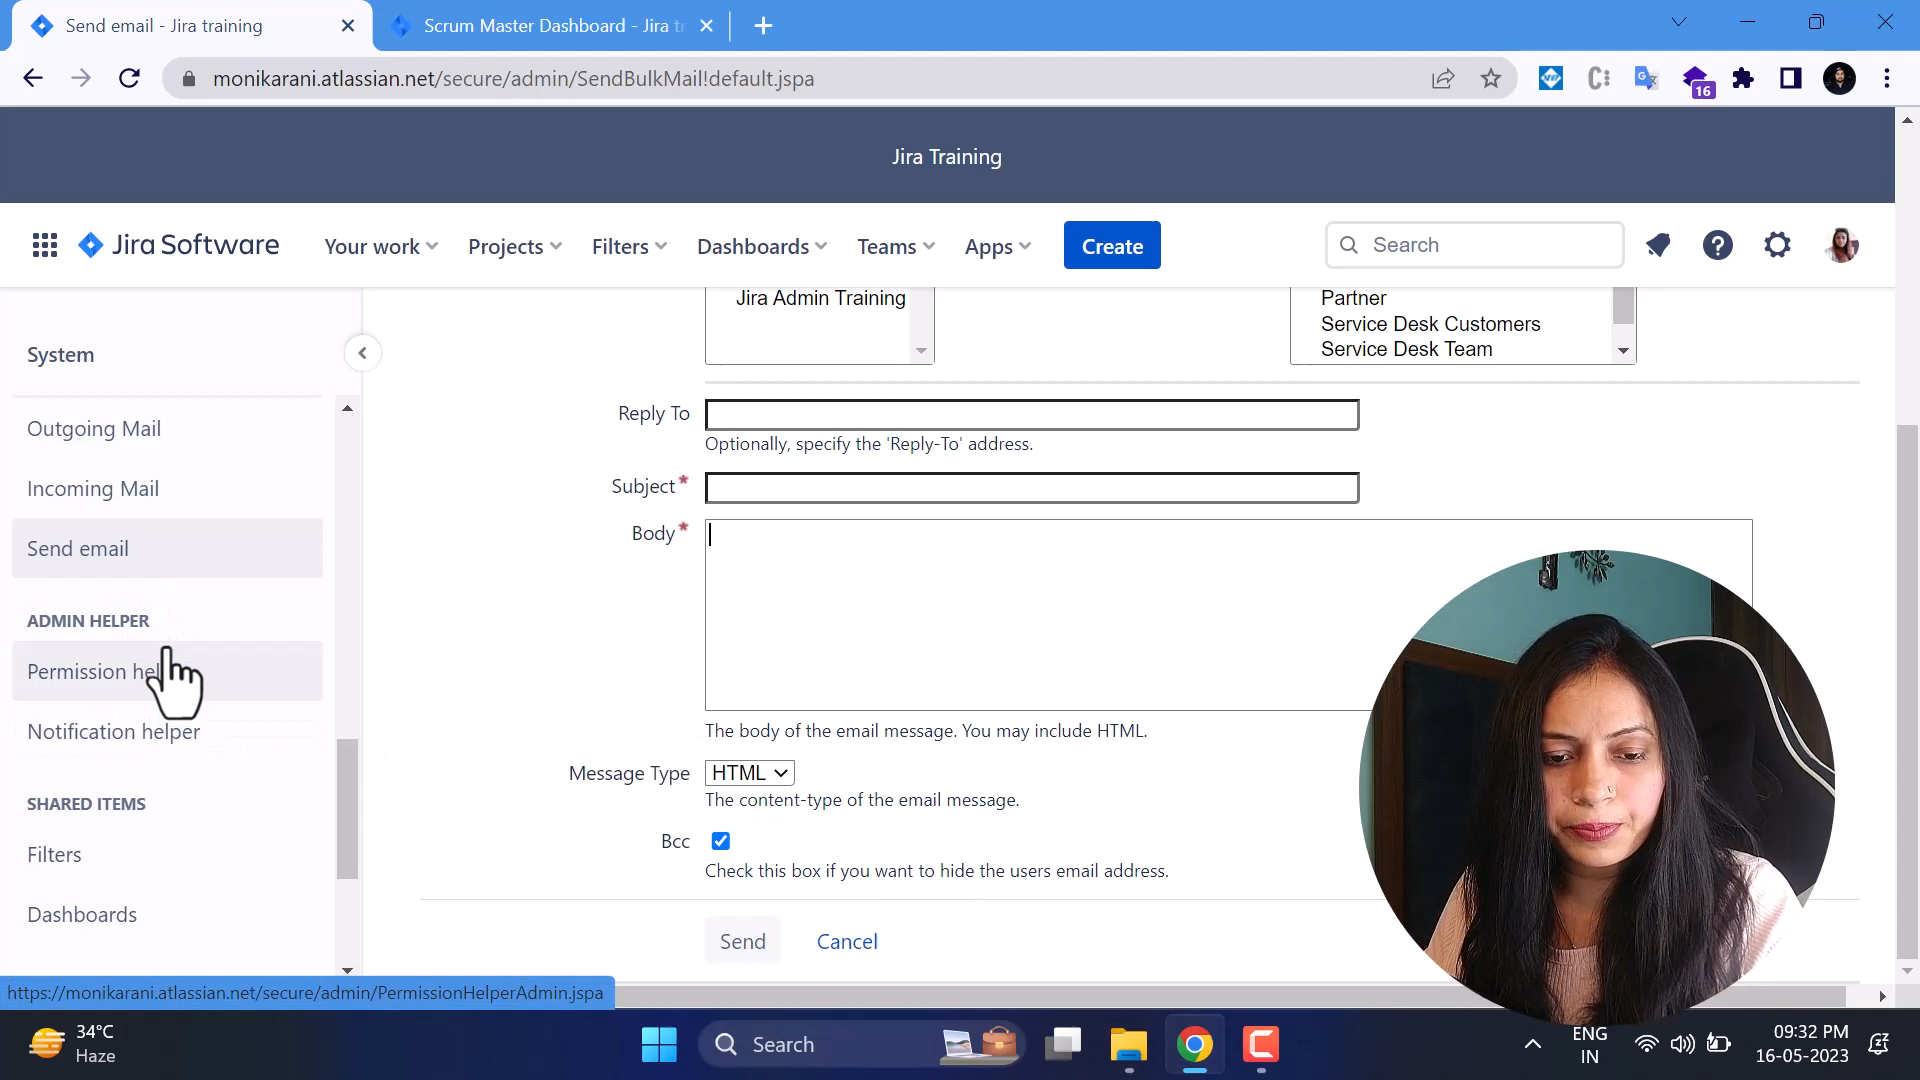 Send email - Jira training
Scrum Master Dashboard - Jira tr
monikarani.atlassian.net/secure/admin/SendBulkMail!default.jspa
16
Jira Training
Jira Software
Your work
Projects
Filters
Dashboards
Teams
Apps
Create
Search
System
Outgoing Mail
Incoming Mail
Send email
ADMIN HELPER
Permission hel
Notification helper
SHARED ITEMS
Filters
Dashboards
Jira Admin Training
Partner
Service Desk Customers
Service Desk Team
Reply To
Optionally, specify the 'Reply-To' address.
Subject*
Body*
The body of the email message. You may include HTML.
Message Type HTML
The content-type of the email message.
Bcc
Check this box if you want to hide the users email address.
Send Cancel
https://monikarani.atlassian.net/secure/admin/PermissionHelperAdmin.jspa
34°C
Haze
Search
ENG
IN
09:32 PM
16-05-2023